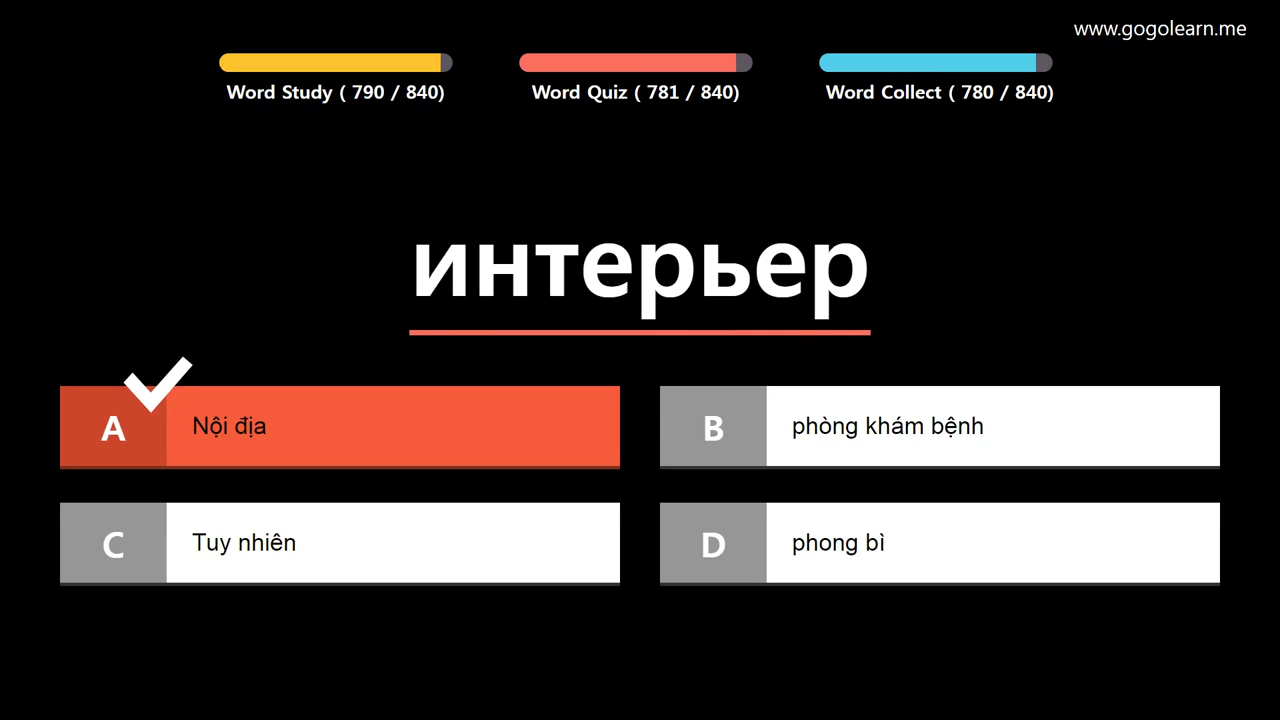 www.gogolearn.me
Word Study ( 790 / 840)
Word Quiz ( 781 / 840)
Word Collect ( 780 / 840)
интерьер
A Nội địa
B phòng khám bệnh
C Tuy nhiên
D phong bì